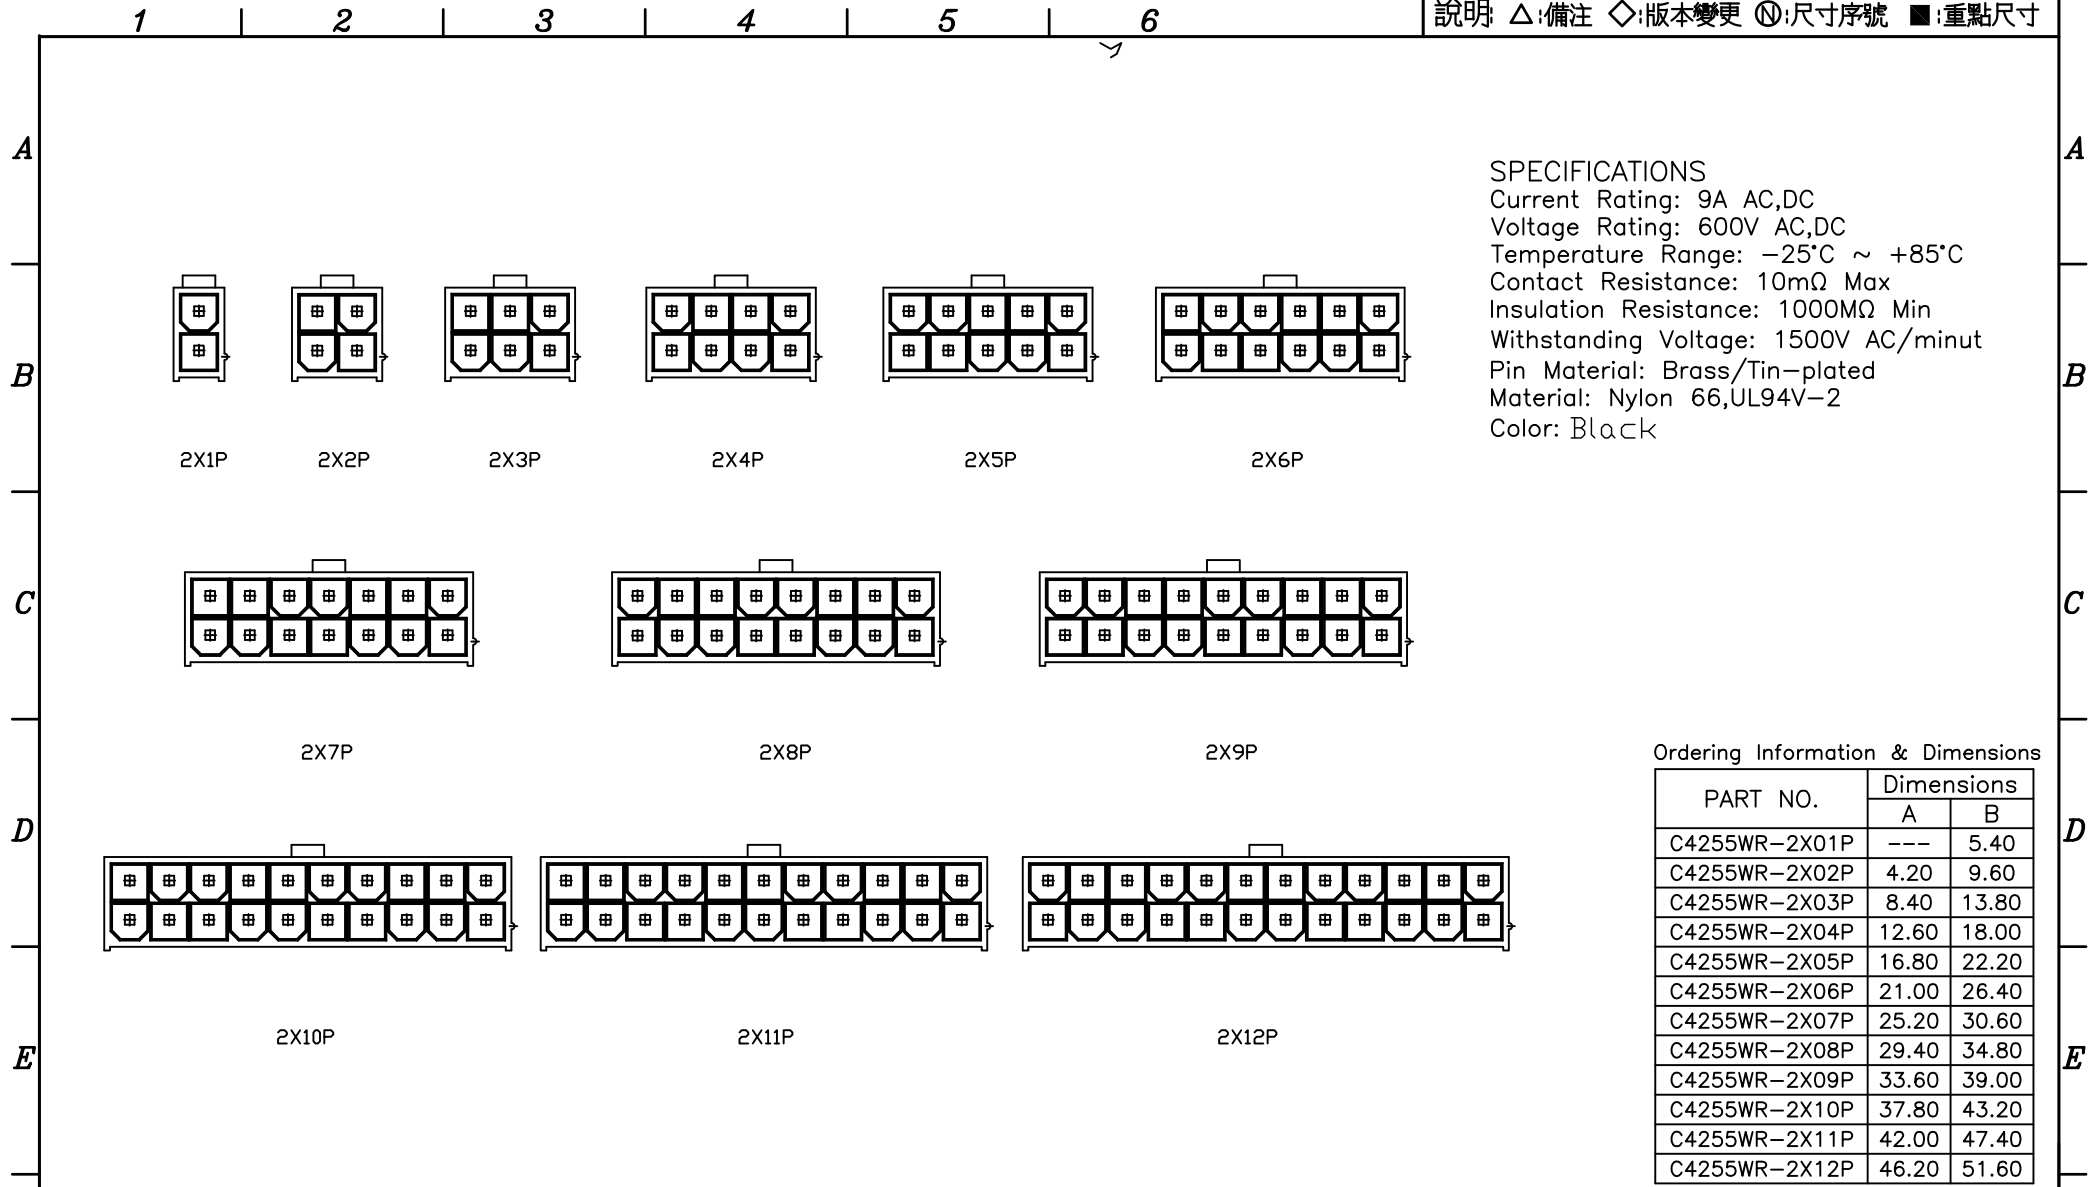 1 2 3 4 5 6
說明: △:備注 ◇:版本變更 Ⓝ:尺寸序號 ■:重點尺寸
A A
SPECIFICATIONS
Current Rating: 9A AC,DC
Voltage Rating: 600V AC,DC
Temperature Range: −25°C ~ +85°C
Contact Resistance: 10mΩ Max
Insulation Resistance: 1000MΩ Min
Withstanding Voltage: 1500V AC/minut
Pin Material: Brass/Tin−plated
Material: Nylon 66,UL94V−2
Color: Black
B B
2X1P 2X2P 2X3P 2X4P 2X5P 2X6P
C C
2X7P 2X8P 2X9P
Ordering Information & Dimensions
PART NO. Dimensions
A B
C4255WR−2X01P --- 5.40
C4255WR−2X02P 4.20 9.60
C4255WR−2X03P 8.40 13.80
C4255WR−2X04P 12.60 18.00
C4255WR−2X05P 16.80 22.20
C4255WR−2X06P 21.00 26.40
C4255WR−2X07P 25.20 30.60
C4255WR−2X08P 29.40 34.80
C4255WR−2X09P 33.60 39.00
C4255WR−2X10P 37.80 43.20
C4255WR−2X11P 42.00 47.40
C4255WR−2X12P 46.20 51.60
D D
2X10P 2X11P 2X12P
E E